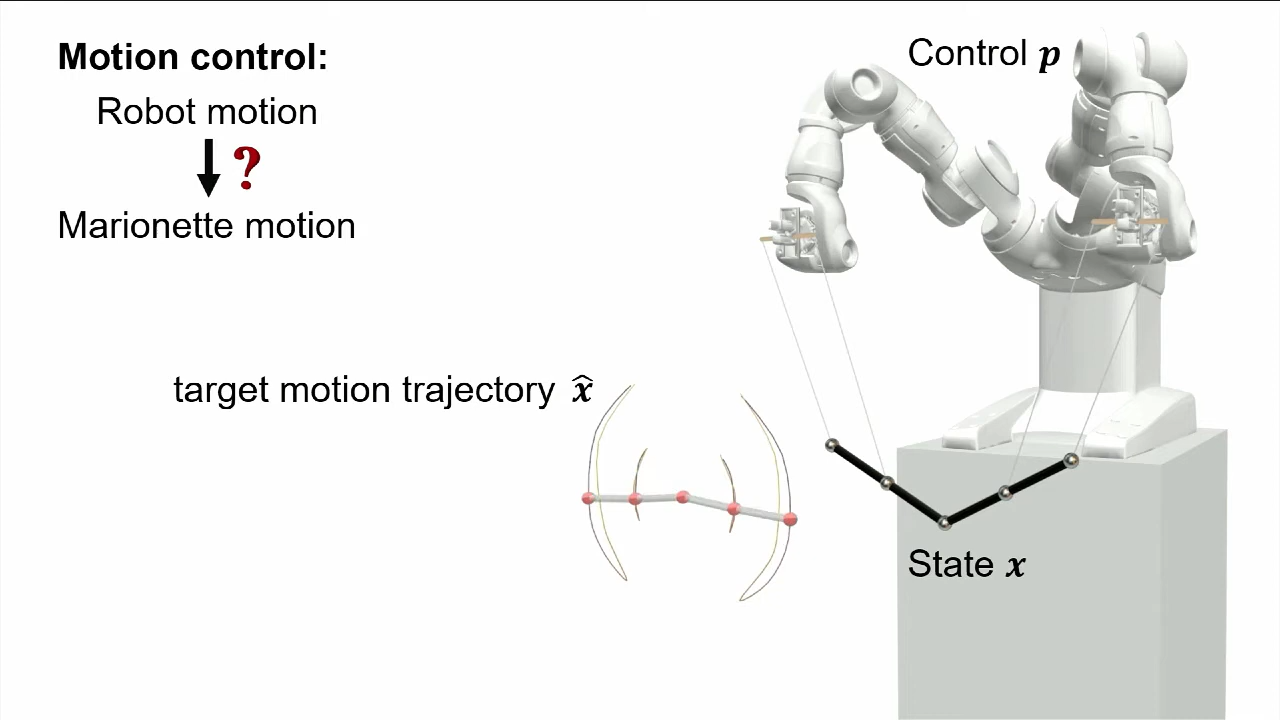 Motion control:
Robot motion
?
Marionette motion
target motion trajectory x̂
Control p
State x